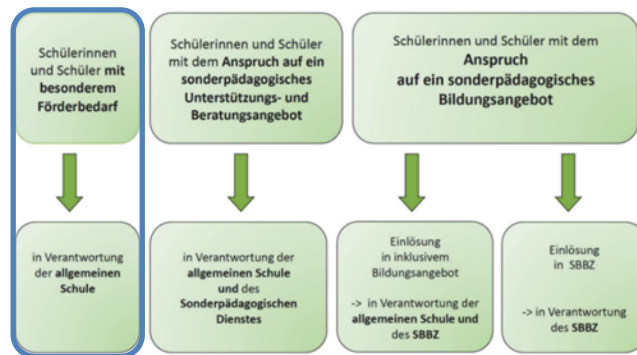 Schülerinnen
und Schüler mit
besonderem
Förderbedarf
Schülerinnen und Schüler
mit dem Anspruch auf ein
sonderpädagogisches
Unterstützungs- und
Beratungsangebot
Schülerinnen und Schüler mit dem
Anspruch
auf ein sonderpädagogisches
Bildungsangebot
in Verantwortung
der allgemeinen
Schule
in Verantwortung der
allgemeinen Schule
und des
Sonderpädagogischen
Dienstes
Einlösung
in inklusivem
Bildungsangebot
-> in Verantwortung der
allgemeinen Schule und
des SBBZ
Einlösung
in SBBZ
-> in Verantwortung
des SBBZ